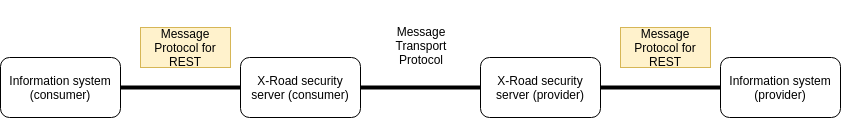 Message
Protocol for
REST
Message
Transport
Protocol
Message
Protocol for
REST
Information system
(consumer)
X-Road security
server (consumer)
X-Road security
server (provider)
Information system
(provider)